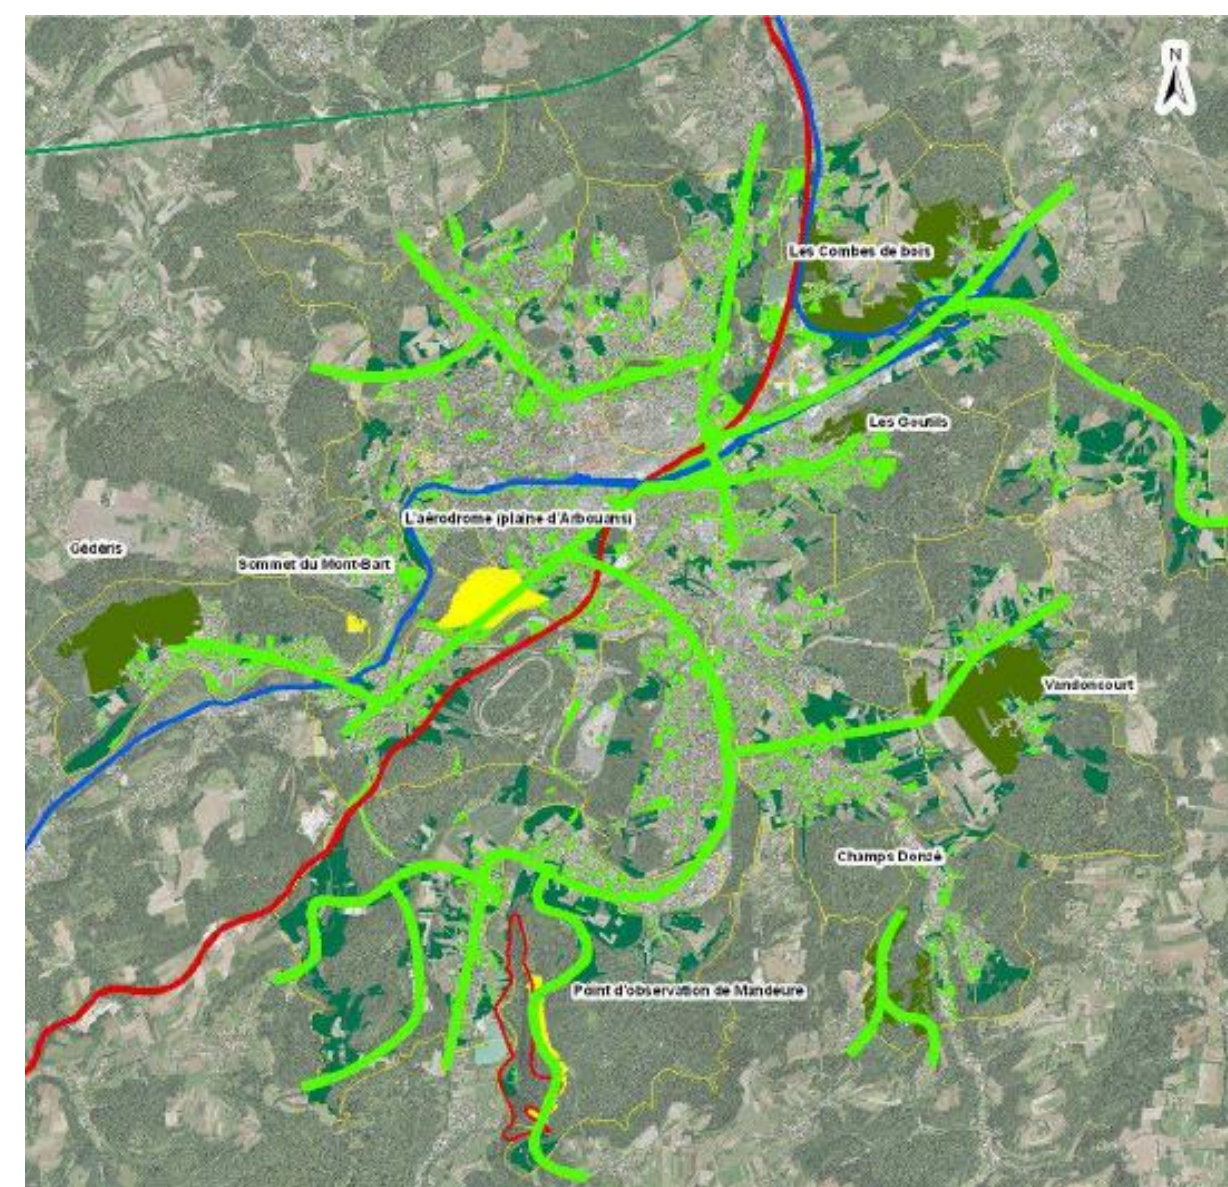 N
Les Combes de bois
Les Goutils
L'aérodrome (plaine d'Arbouans)
Gédéris
Sommet du Mont-Bart
Vandoncourt
Champs Donzé
Point d'observation de Mandeure